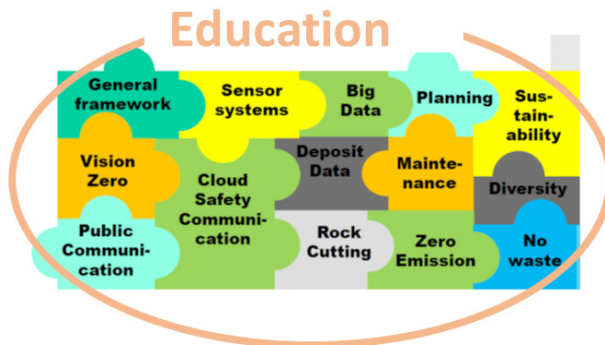 Education
General
framework
Sensor
systems
Big
Data
Planning
Sus-
tain-
ability
Vision
Zero
Cloud
Safety
Communi-
cation
Deposit
Data
Mainte-
nance
Diversity
Public
Communi-
cation
Rock
Cutting
Zero
Emission
No
waste